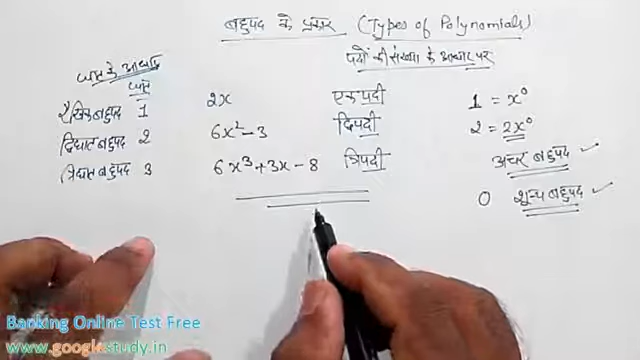 बहुपद के प्रकार (Types of Polynomials)
घात के आधार
पदों की संख्या के आधार पर
घात
रैखिक बहुपद 1 2x एकपदी 1 = x⁰
द्विघात बहुपद 2 6x² - 3 द्विपदी 2 = 2x⁰
त्रिघात बहुपद 3 6x³ + 3x - 8 त्रिपदी अचर बहुपद ✓
0 शून्य बहुपद ✓
Banking Online Test Free
www.googlestudy.in